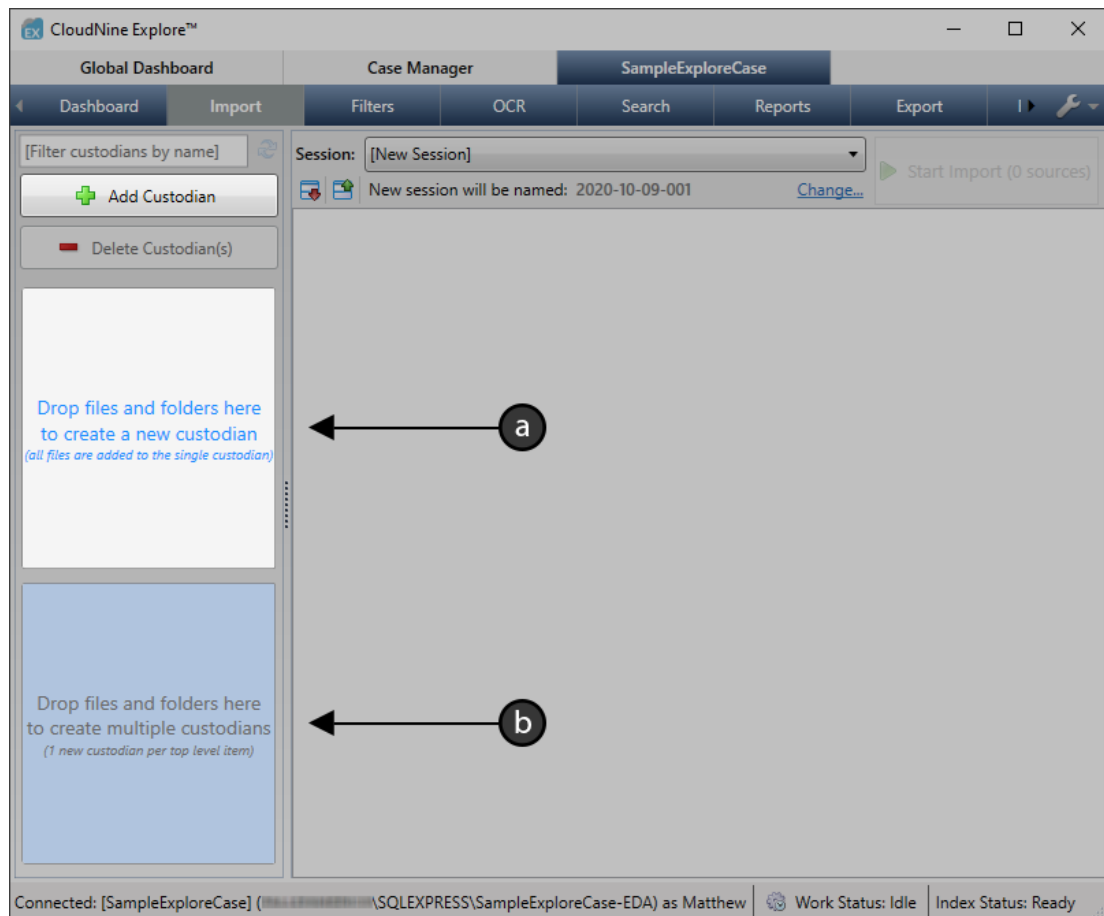 EX CloudNine Explore™
Global Dashboard Case Manager SampleExploreCase
Dashboard Import Filters OCR Search Reports Export
[Filter custodians by name]
Session: [New Session]
Start Import (0 sources)
Add Custodian
New session will be named: 2020-10-09-001 Change...
Delete Custodian(s)
Drop files and folders here
to create a new custodian
(all files are added to the single custodian)
a
Drop files and folders here
to create multiple custodians
(1 new custodian per top level item)
b
Connected: [SampleExploreCase] ( \SQLEXPRESS\SampleExploreCase-EDA) as Matthew Work Status: Idle Index Status: Ready